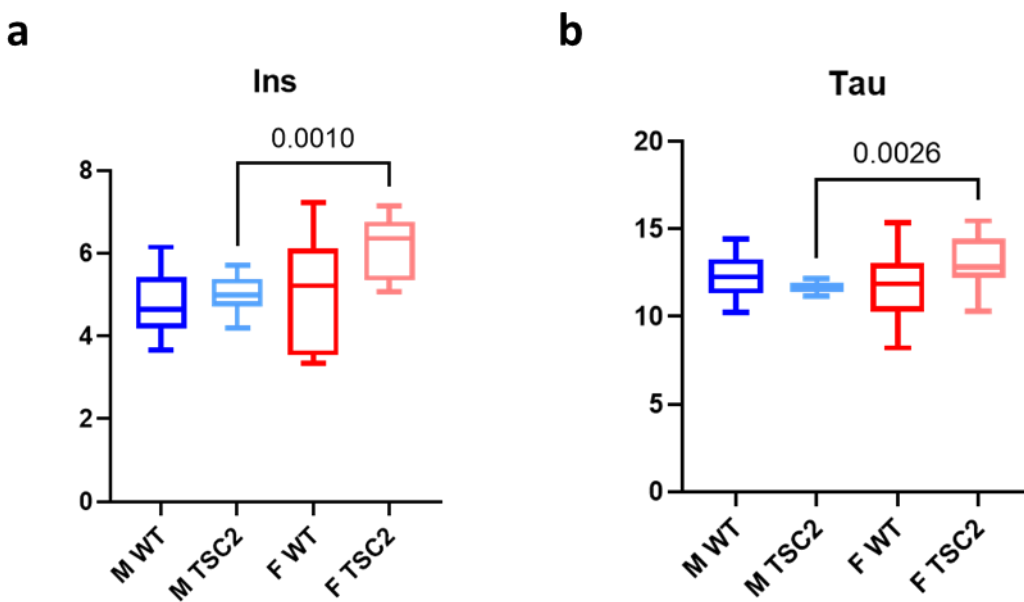 a
b
Ins
Tau
0.0010
8
6
4
2
0
M WT
M TSC2
F WT
F TSC2
0.0026
20
15
10
5
0
M WT
M TSC2
F WT
F TSC2